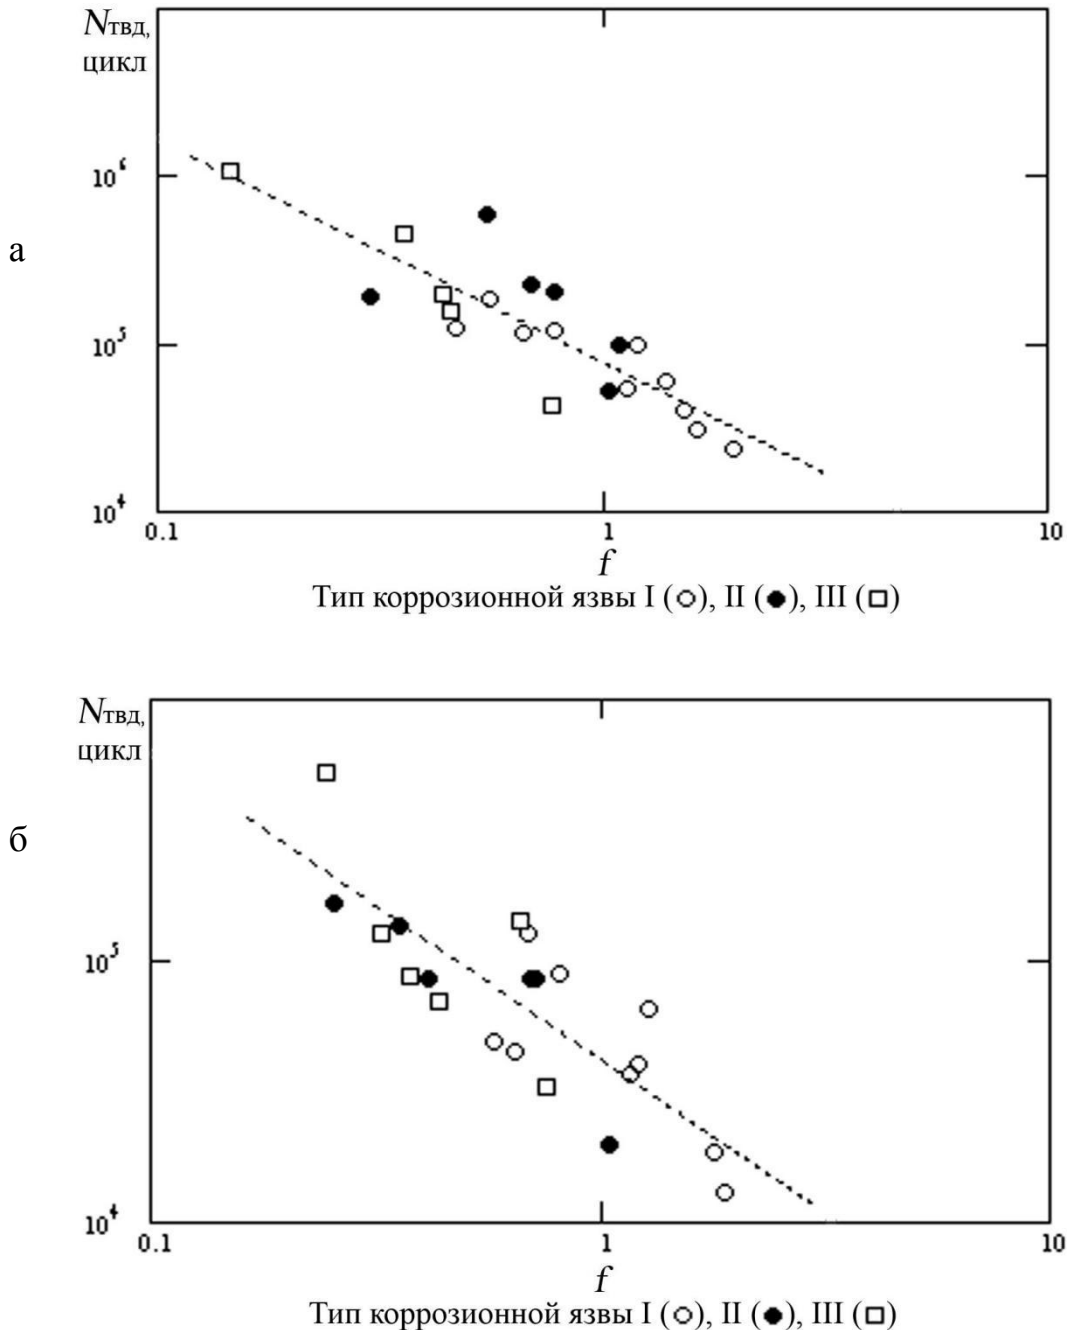 Nтвд,
цикл
10⁶
а
10⁵
10⁴
0.1 1 10
f
Тип коррозионной язвы I (○), II (●), III (□)
Nтвд,
цикл
б
10⁵
10⁴
0.1 1 10
f
Тип коррозионной язвы I (○), II (●), III (□)